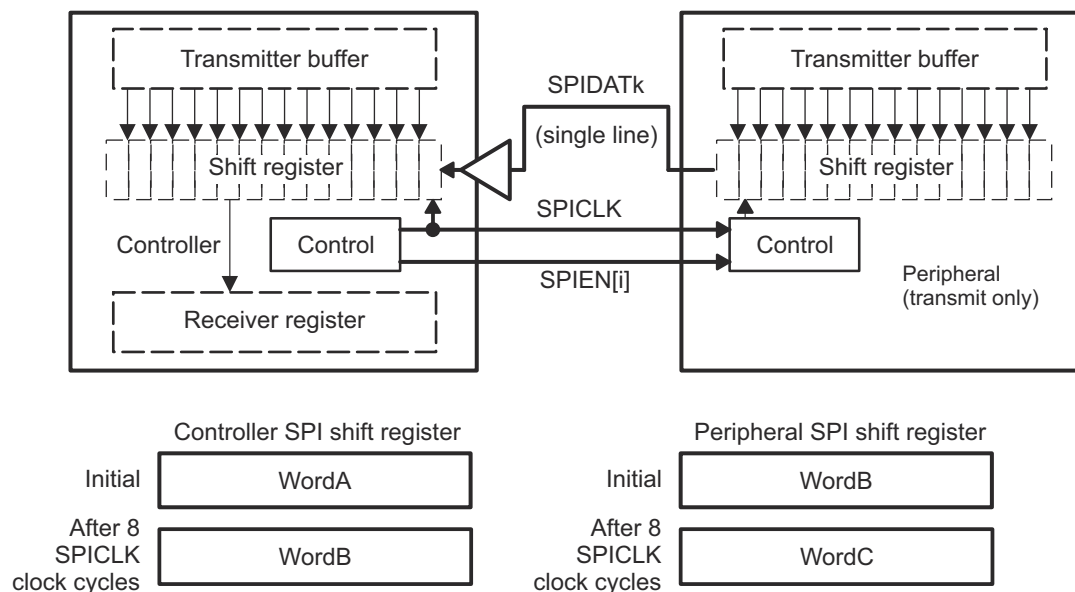 Transmitter buffer
Shift register
Controller
Control
Receiver register
SPIDATk
(single line)
SPICLK
SPIEN[i]
Transmitter buffer
Shift register
Control
Peripheral
(transmit only)
Controller SPI shift register
Initial
WordA
After 8
SPICLK
clock cycles
WordB
Peripheral SPI shift register
Initial
WordB
After 8
SPICLK
clock cycles
WordC